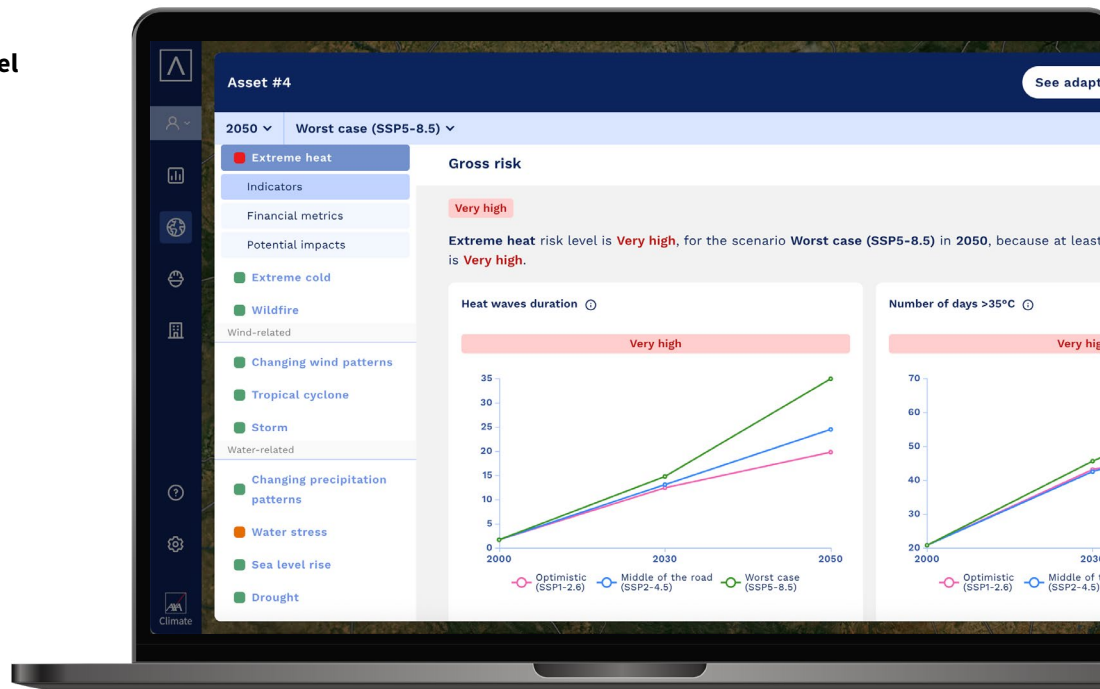 el
Asset #4
See adapt
2050
Worst case (SSP5-8.5)
Extreme heat
Indicators
Financial metrics
Potential impacts
Extreme cold
Wildfire
Wind-related
Changing wind patterns
Tropical cyclone
Storm
Water-related
Changing precipitation
patterns
Water stress
Sea level rise
Drought
AXA
Climate
Gross risk
Very high
Extreme heat risk level is Very high, for the scenario Worst case (SSP5-8.5) in 2050, because at least
is Very high.
Heat waves duration
Very high
35
30
25
20
15
10
5
0
2000
2030
2050
Optimistic
(SSP1-2.6)
Middle of the road
(SSP2-4.5)
Worst case
(SSP5-8.5)
Number of days >35°C
Very hig
70
60
50
40
30
20
2000
2030
Optimistic
(SSP1-2.6)
Middle of t
(SSP2-4.5)